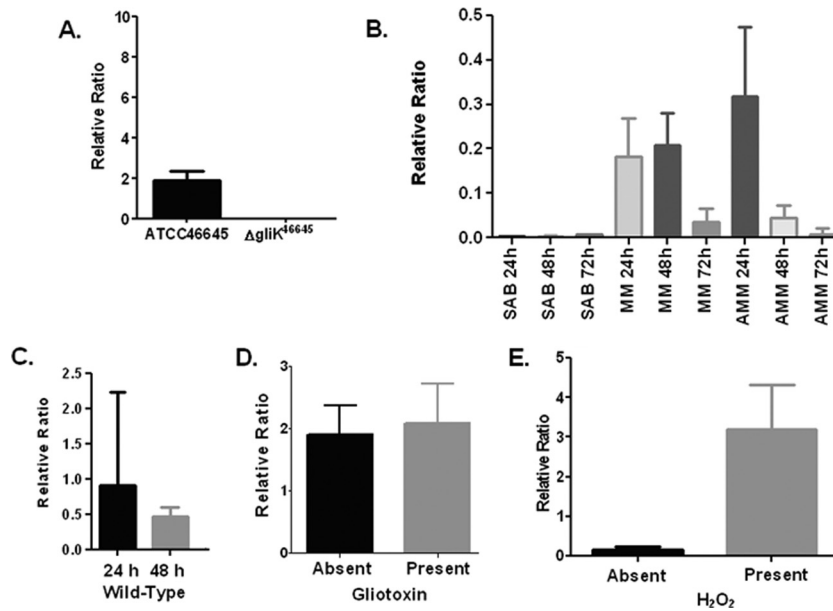 A.
Relative Ratio
10
8
6
4
2
0
ATCC46645
ΔgliK⁴⁶⁶⁴⁵
B.
Relative Ratio
0.5
0.4
0.3
0.2
0.1
0.0
SAB 24h
SAB 48h
SAB 72h
MM 24h
MM 48h
MM 72h
AMM 24h
AMM 48h
AMM 72h
C.
Relative Ratio
2.5
2.0
1.5
1.0
0.5
0.0
24 h
48 h
Wild-Type
D.
Relative Ratio
3
2
1
0
Absent
Present
Gliotoxin
E.
Relative Ratio
5
4
3
2
1
0
Absent
Present
H₂O₂